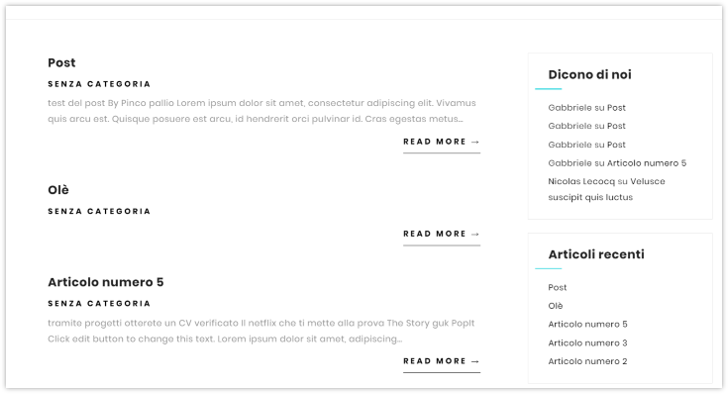 Post
SENZA CATEGORIA
test del post By Pinco pallio Lorem ipsum dolor sit amet, consectetur adipiscing elit. Vivamus
quis arcu est. Quisque posuere est arcu, id hendrerit orci pulvinar id. Cras egestas metus...
READ MORE →
Olè
SENZA CATEGORIA
READ MORE →
Articolo numero 5
SENZA CATEGORIA
tramite progetti otterete un CV verificato Il netflix che ti mette alla prova The Story guk PopIt
Click edit button to change this text. Lorem ipsum dolor sit amet, adipiscing...
READ MORE →
Dicono di noi
Gabbriele su Post
Gabbriele su Post
Gabbriele su Post
Gabbriele su Articolo numero 5
Nicolas Lecocq su Velusce
suscipit quis luctus
Articoli recenti
Post
Olè
Articolo numero 5
Articolo numero 3
Articolo numero 2